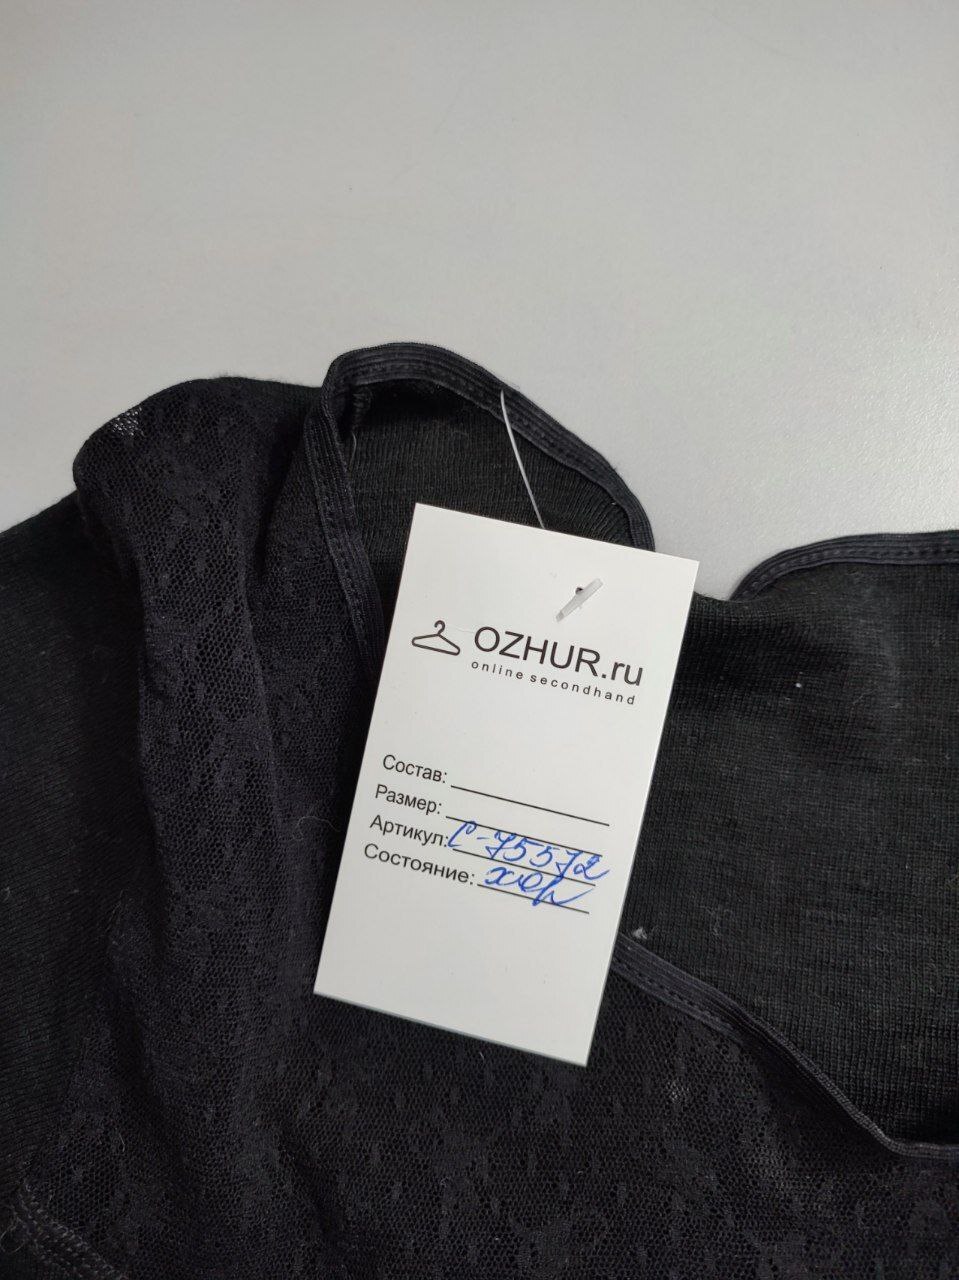 OZHUR.ru
online secondhand
Состав:
Размер:
Артикул: С-75572
Состояние: хор